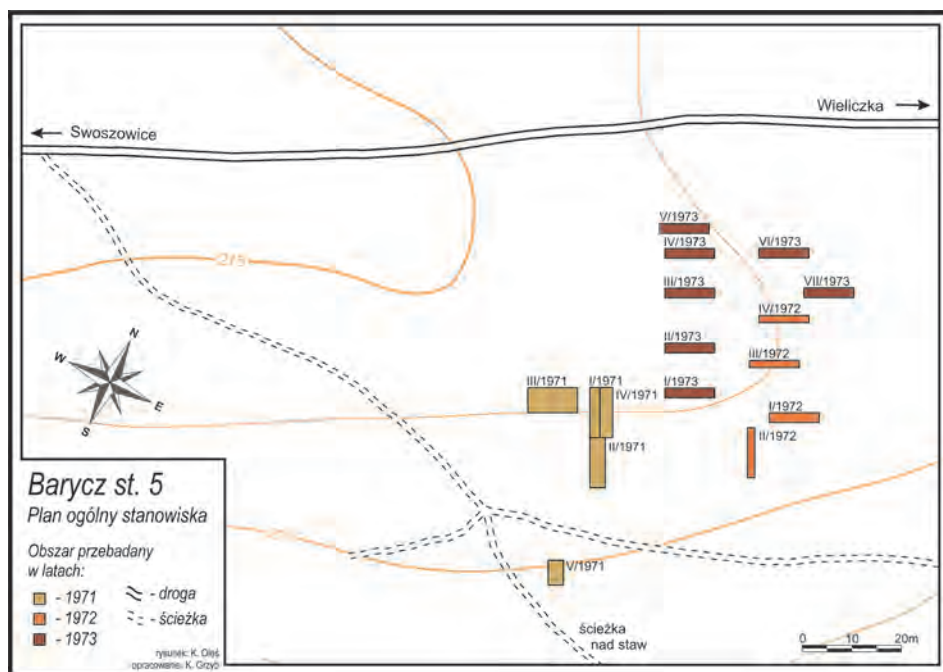 Wieliczka
Swoszowice
V/1973
IV/1973
VI/1973
III/1973
VII/1973
IV/1972
II/1973
III/1972
III/1971
I/1971
IV/1971
I/1973
I/1972
II/1972
II/1971
V/1971
215
N
W
E
S
Barycz st. 5
Plan ogólny stanowiska
Obszar przebadany
w latach:
- 1971
- droga
- 1972
- ścieżka
- 1973
rysunek: K. Oleś
opracowanie: K. Grzyb
ścieżka
nad staw
0 10 20m